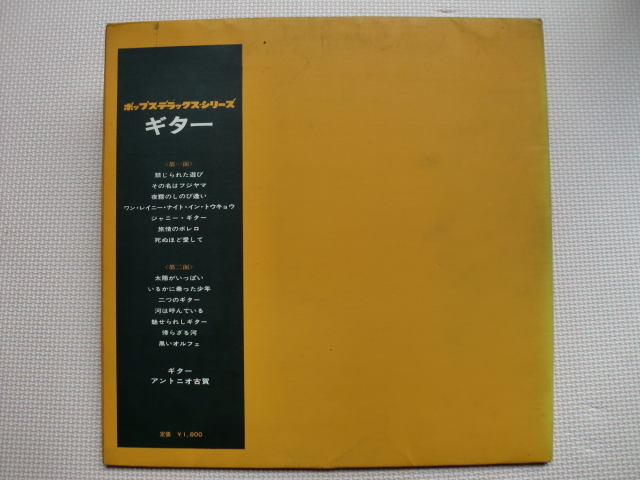 ポップス・デラックス・シリーズ
ギター
〈第一面〉
禁じられた遊び
その名はフジヤマ
夜霧のしのび逢い
ワン・レイニー・ナイト・イン・トウキョウ
ジャニー・ギター
旅情のボレロ
死ぬほど愛して
〈第二面〉
太陽がいっぱい
いるかに乗った少年
二つのギター
河は呼んでいる
魅せられしギター
帰らざる河
黒いオルフェ
ギター
アントニオ古賀
定価 ￥1,800